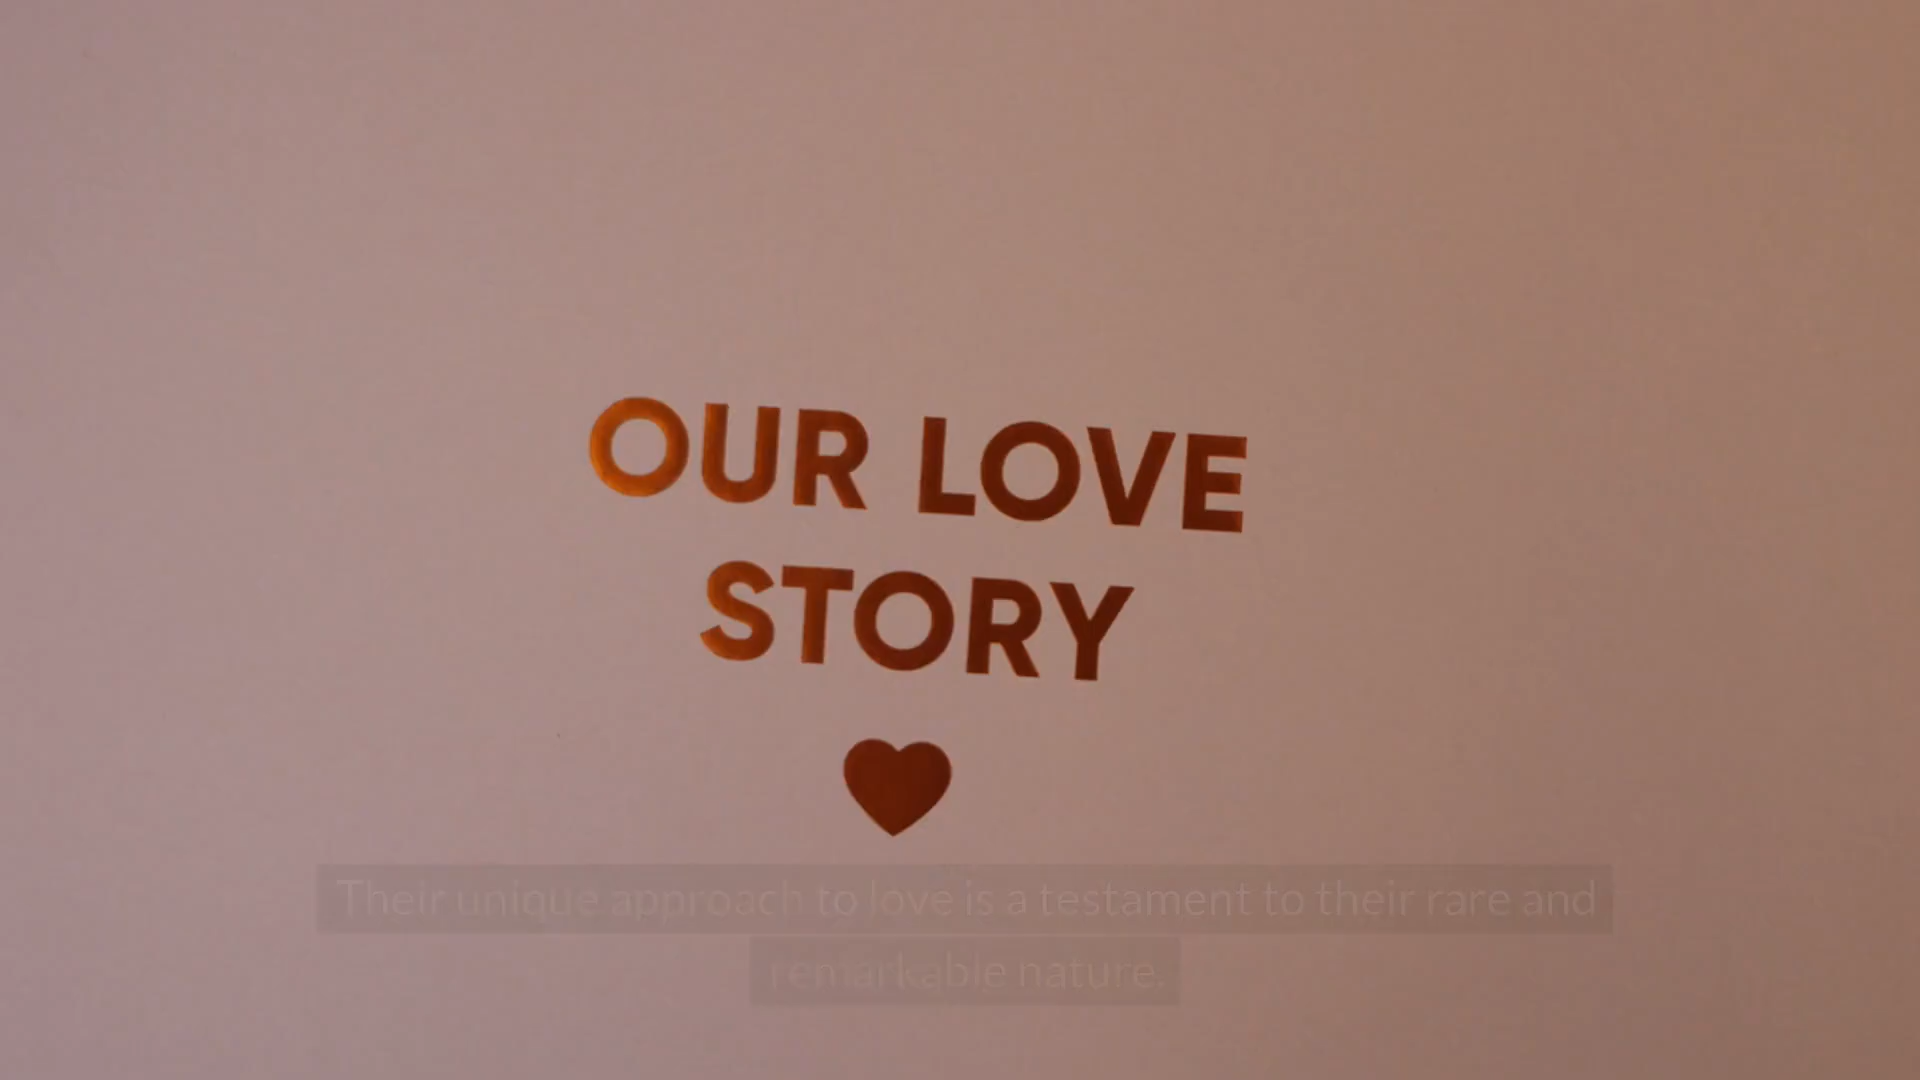 OUR LOVE
STORY
Their unique approach to love is a testament to their rare and
remarkable nature.